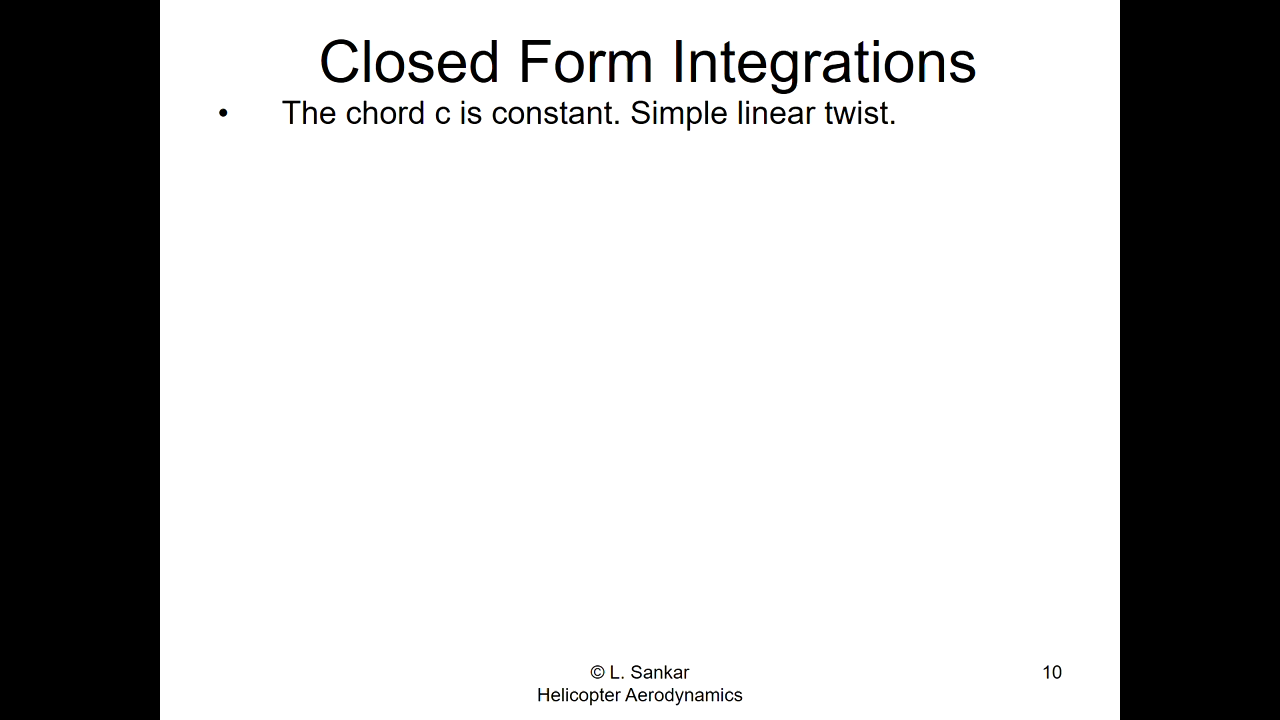 Closed Form Integrations
• The chord c is constant. Simple linear twist.
© L. Sankar
Helicopter Aerodynamics
10